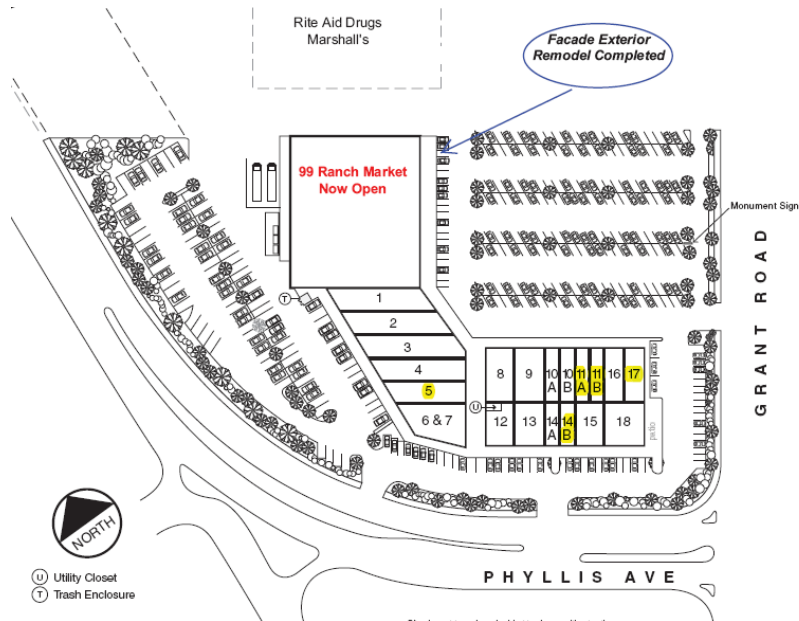 Rite Aid Drugs
Marshall's
Facade Exterior
Remodel Completed
99 Ranch Market
Now Open
Monument Sign
GRANT ROAD
T
1
2
3
4
5
6 & 7
8
9
10
A
10
B
11
A
11
B
16
17
U
12
13
14
A
14
B
15
18
patio
NORTH
U Utility Closet
T Trash Enclosure
PHYLLIS AVE